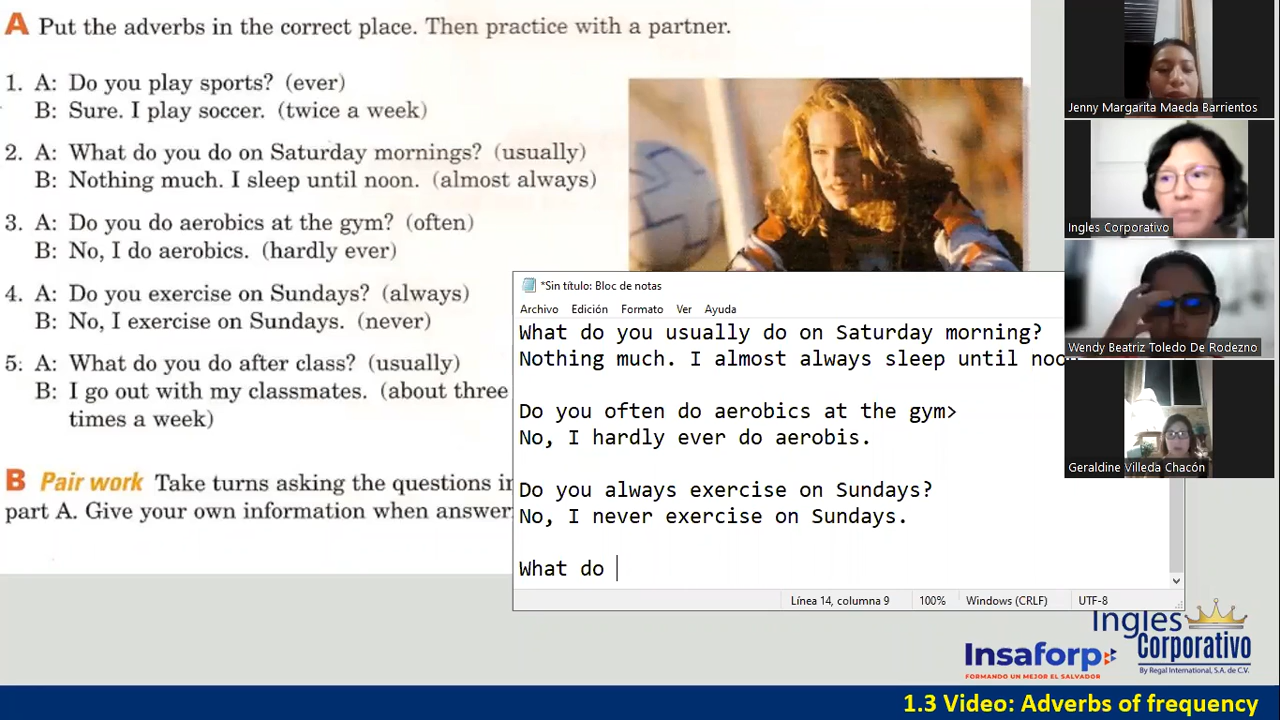 A Put the adverbs in the correct place. Then practice with a partner.
1. A: Do you play sports? (ever)
B: Sure. I play soccer. (twice a week)
2. A: What do you do on Saturday mornings? (usually)
B: Nothing much. I sleep until noon. (almost always)
3. A: Do you do aerobics at the gym? (often)
B: No, I do aerobics. (hardly ever)
4. A: Do you exercise on Sundays? (always)
B: No, I exercise on Sundays. (never)
5: A: What do you do after class? (usually)
B: I go out with my classmates. (about three
times a week)
B Pair work Take turns asking the questions in
part A. Give your own information when answer
*Sin título: Bloc de notas
Archivo Edición Formato Ver Ayuda
What do you usually do on Saturday morning?
Nothing much. I almost always sleep until noon
Do you often do aerobics at the gym>
No, I hardly ever do aerobis.
Do you always exercise on Sundays?
No, I never exercise on Sundays.
What do
Línea 14, columna 9 100% Windows (CRLF) UTF-8
Jenny Margarita Maeda Barrientos
Ingles Corporativo
Wendy Beatriz Toledo De Rodezno
Geraldine Villeda Chacón
Insaforp
FORMANDO UN MEJOR EL SALVADOR
Ingles
Corporativo
By Regal International, S.A. de C.V.
1.3 Video: Adverbs of frequency